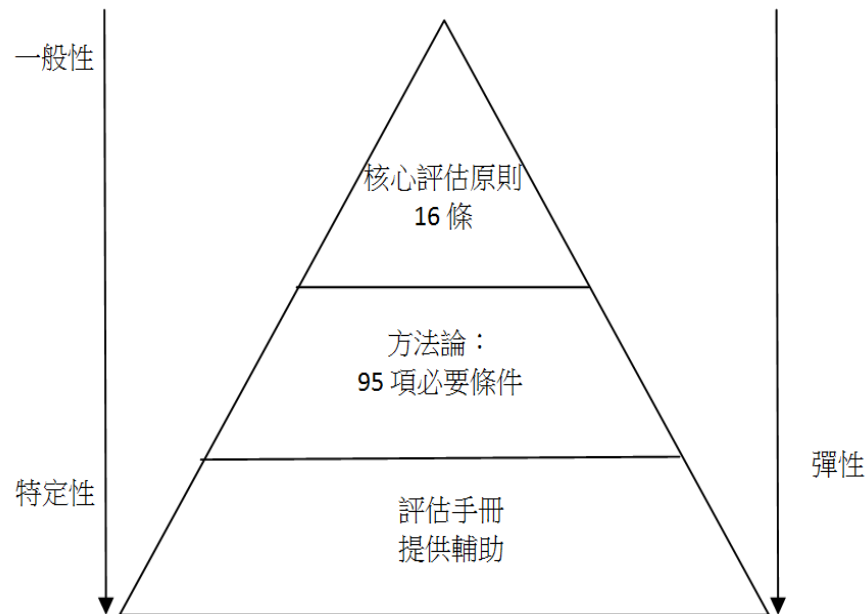 一般性
核心評估原則
16 條
方法論：
95 項必要條件
彈性
特定性
評估手冊
提供輔助